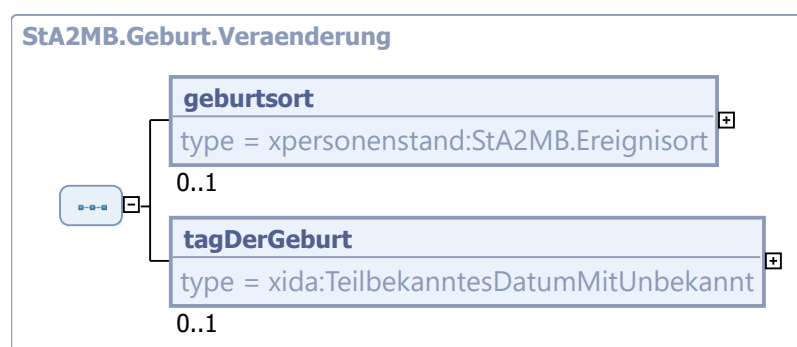 StA2MB.Geburt.Veraenderung
geburtsort
type = xpersonenstand:StA2MB.Ereignisort
0..1
tagDerGeburt
type = xida:TeilbekanntesDatumMitUnbekannt
0..1